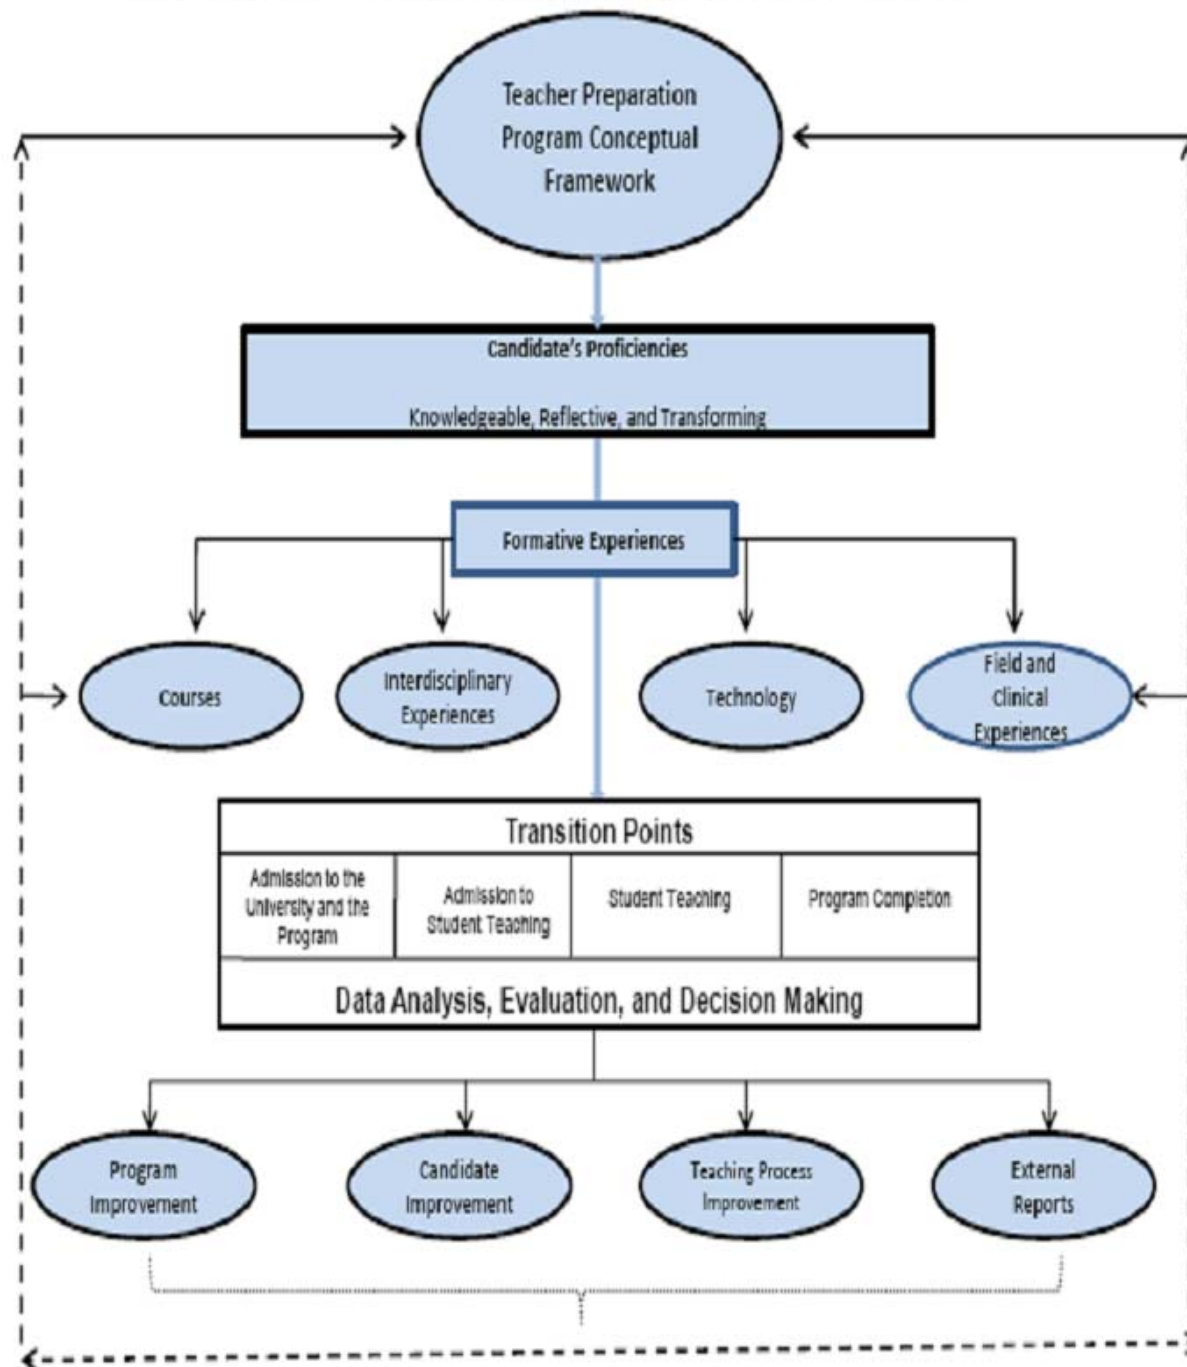 Teacher Preparation
Program Conceptual
Framework
Candidate's Proficiencies
Knowledgeable, Reflective, and Transforming
Formative Experiences
Courses
Interdisciplinary
Experiences
Technology
Field and
Clinical
Experiences
Transition Points
Admission to the
University and the
Program
Admission to
Student Teaching
Student Teaching
Program Completion
Data Analysis, Evaluation, and Decision Making
Program
Improvement
Candidate
Improvement
Teaching Process
Improvement
External
Reports